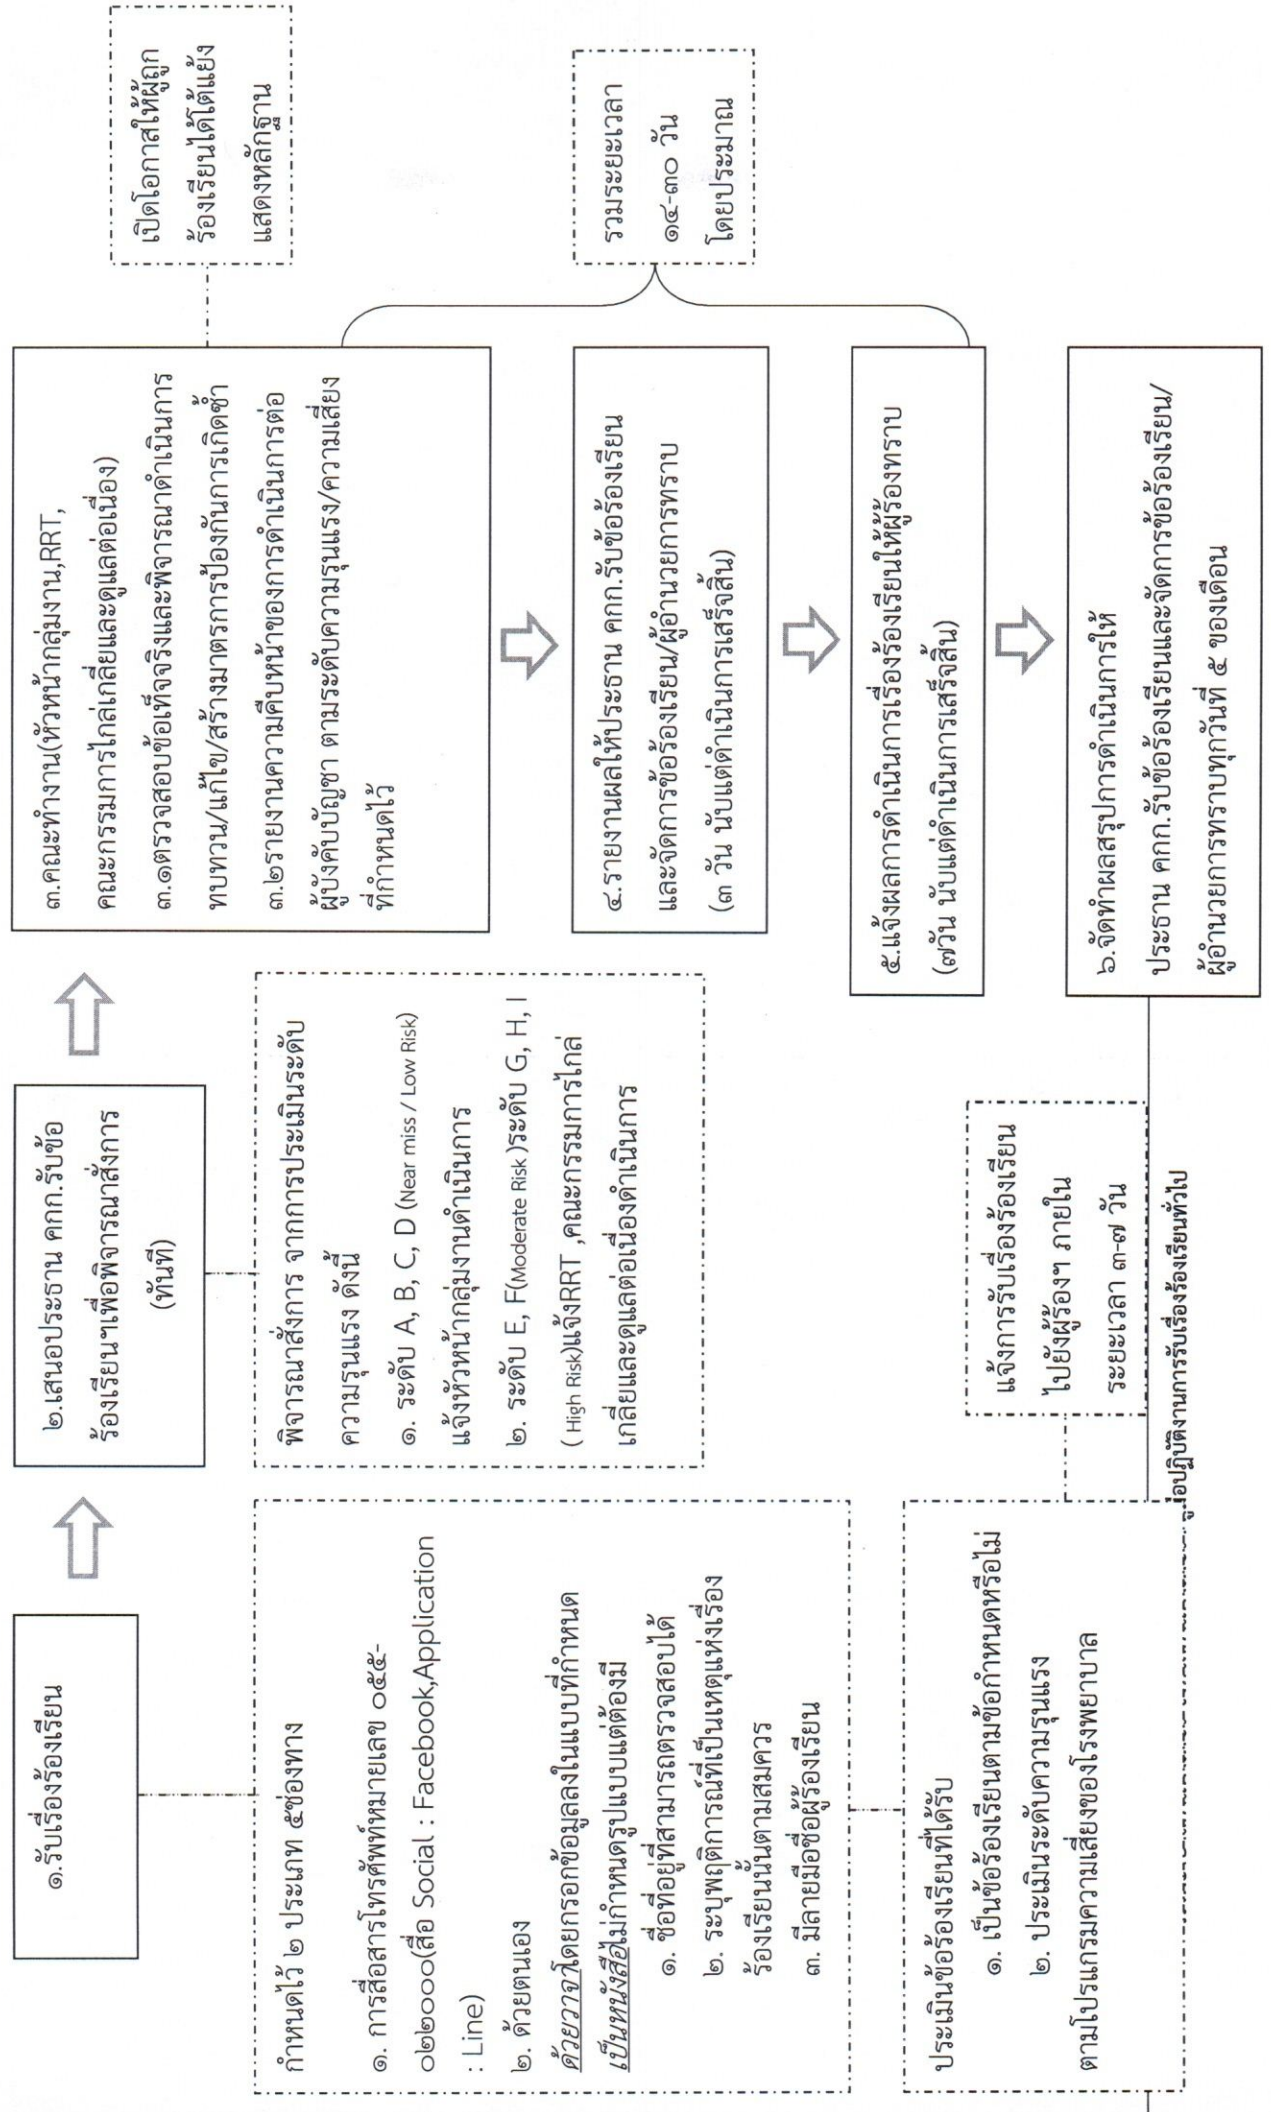 ๑.รับเรื่องร้องเรียน
กำหนดไว้ ๒ ประเภท ๕ช่องทาง
๑. การสื่อสารโทรศัพท์หมายเลข ๐๕๕-
๐๒๒๐๐๐(สื่อ Social : Facebook,Application
: Line)
๒. ด้วยตนเอง
ด้วยวาจาโดยกรอกข้อมูลลงในแบบที่กำหนด
เป็นหนังสือไม่กำหนดรูปแบบแต่ต้องมี
๑. ชื่อที่อยู่ที่สามารถตรวจสอบได้
๒. ระบุพฤติการณ์ที่เป็นเหตุแห่งเรื่อง
ร้องเรียนนั้นตามสมควร
๓. มีลายมือชื่อผู้ร้องเรียน
ประเมินข้อร้องเรียนที่ได้รับ
๑. เป็นข้อร้องเรียนตามข้อกำหนดหรือไม่
๒. ประเมินระดับความรุนแรง
ตามโปรแกรมความเสี่ยงของโรงพยาบาล
แจ้งการรับเรื่องร้องเรียน
ไปยังผู้ร้องฯ ภายใน
ระยะเวลา ๓-๗ วัน
๒.เสนอประธาน คกก.รับข้อ
ร้องเรียนฯเพื่อพิจารณาสั่งการ
(ทันที)
พิจารณาสั่งการ จากการประเมินระดับ
ความรุนแรง ดังนี้
๑. ระดับ A, B, C, D (Near miss / Low Risk)
แจ้งหัวหน้ากลุ่มงานดำเนินการ
๒. ระดับ E, F(Moderate Risk )ระดับ G, H, I
( High Risk)แจ้งRRT ,คณะกรรมการไกล่
เกลี่ยและดูแลต่อเนื่องดำเนินการ
๓.คณะทำงาน(หัวหน้ากลุ่มงาน,RRT,
คณะกรรมการไกล่เกลี่ยและดูแลต่อเนื่อง)
๓.๑ตรวจสอบข้อเท็จจริงและพิจารณาดำเนินการ
ทบทวน/แก้ไข/สร้างมาตรการป้องกันการเกิดซ้ำ
๓.๒รายงานความคืบหน้าของการดำเนินการต่อ
ผู้บังคับบัญชา ตามระดับความรุนแรง/ความเสี่ยง
ที่กำหนดไว้
เปิดโอกาสให้ผู้ถูก
ร้องเรียนได้โต้แย้ง
แสดงหลักฐาน
๔.รายงานผลให้ประธาน คกก.รับข้อร้องเรียน
และจัดการข้อร้องเรียน/ผู้อำนวยการทราบ
(๓ วัน นับแต่ดำเนินการเสร็จสิ้น)
รวมระยะเวลา
๑๔-๓๐ วัน
โดยประมาณ
๕.แจ้งผลการดำเนินการเรื่องร้องเรียนให้ผู้ร้องทราบ
(๗วัน นับแต่ดำเนินการเสร็จสิ้น)
๖.จัดทำผลสรุปการดำเนินการให้
ประธาน คกก.รับข้อร้องเรียนและจัดการข้อร้องเรียน/
ผู้อำนวยการทราบทุกวันที่ ๕ ของเดือน
อปฏิบัติงานการรับเรื่องร้องเรียนทั่วไป